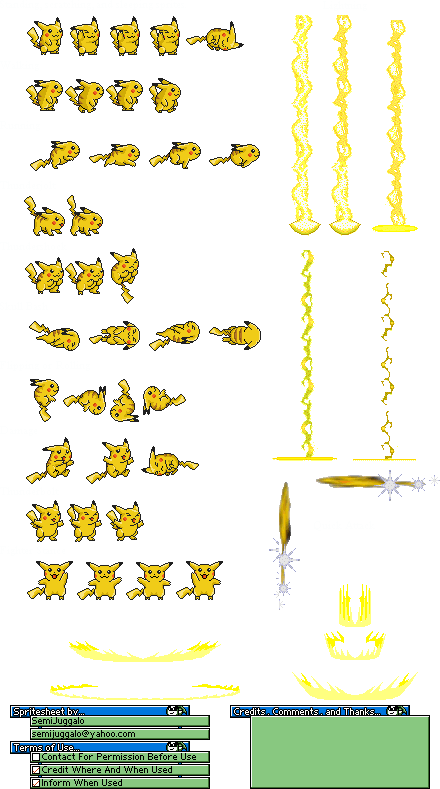 Spritesheet by...
SemiJuggalo
semijuggalo@yahoo.com
Terms of Use...
Contact For Permission Before Use
Credit Where And When Used
Inform When Used
Credits, Comments, and Thanks...